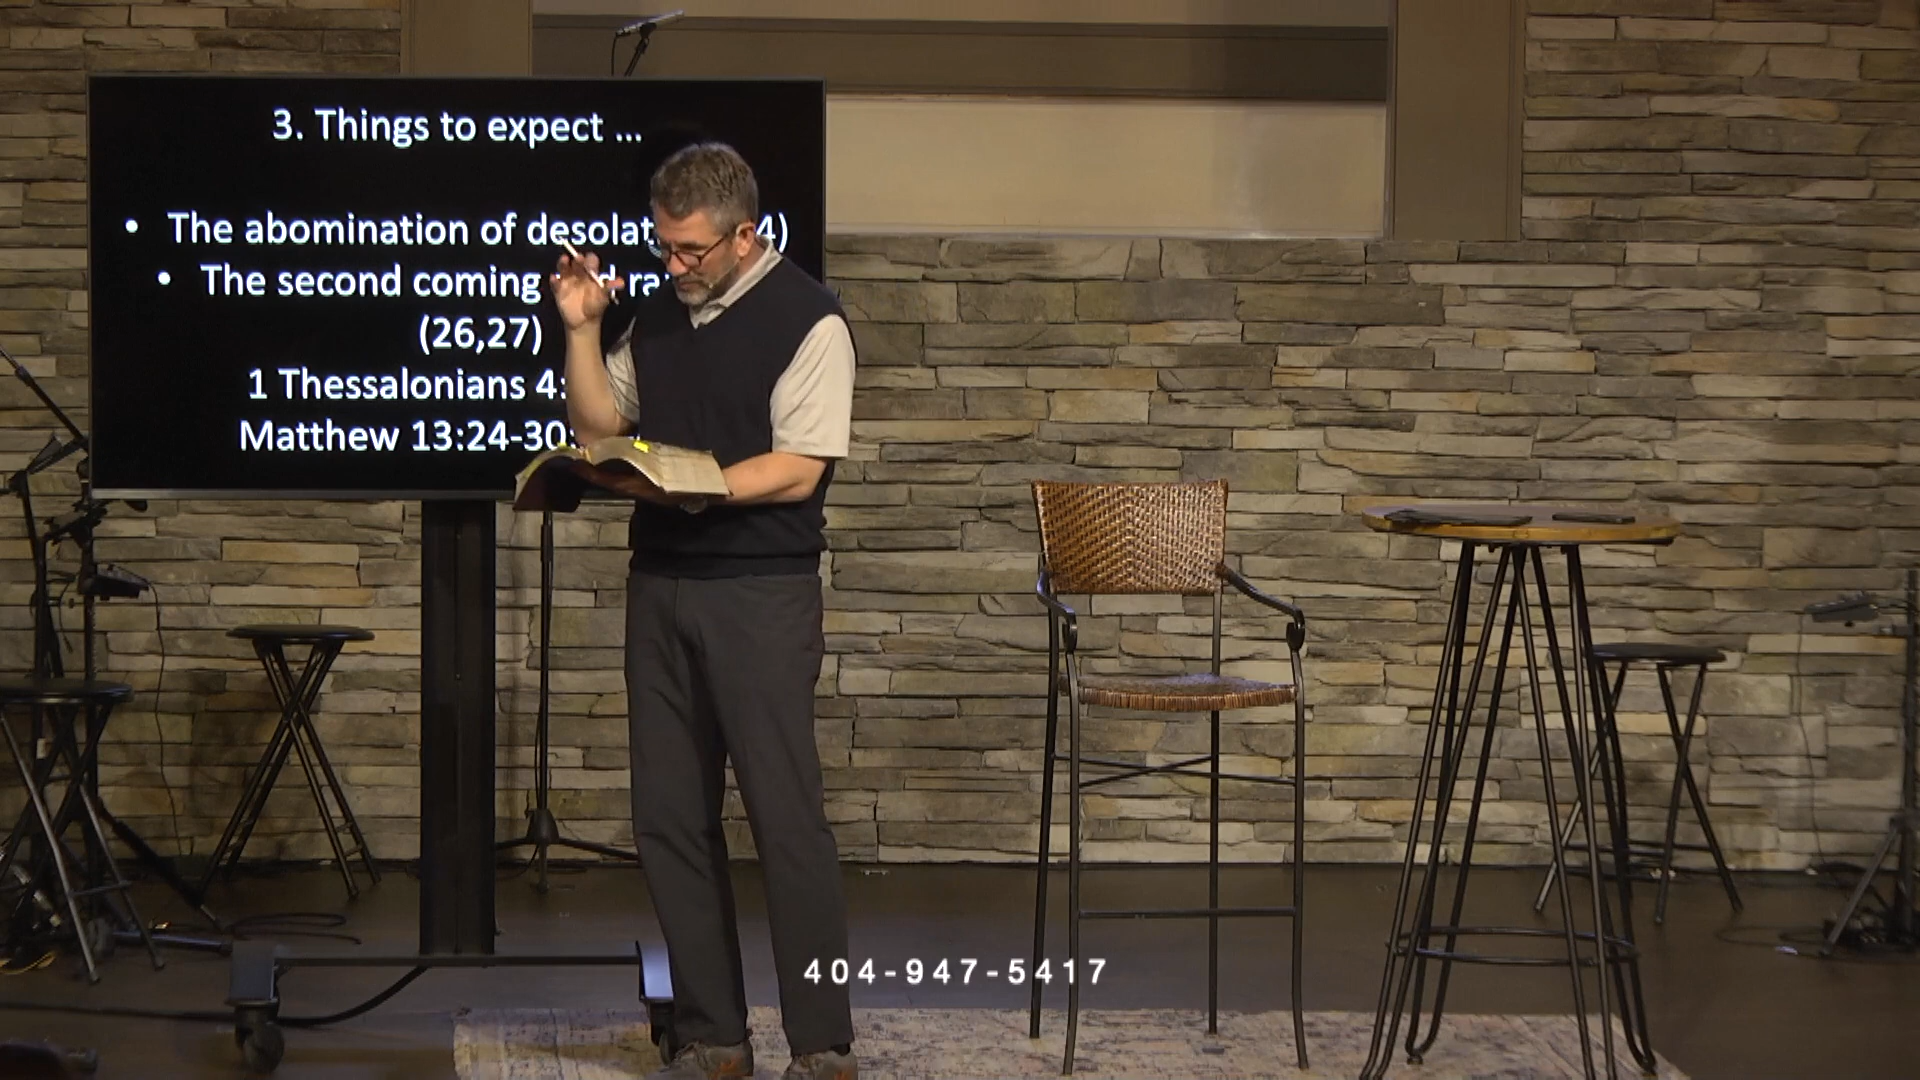 3. Things to expect ...
• The abomination of 4)
• The second coming
(26,27)
1 Thessalonians 4:
Matthew 13:24-30
404-947-5417